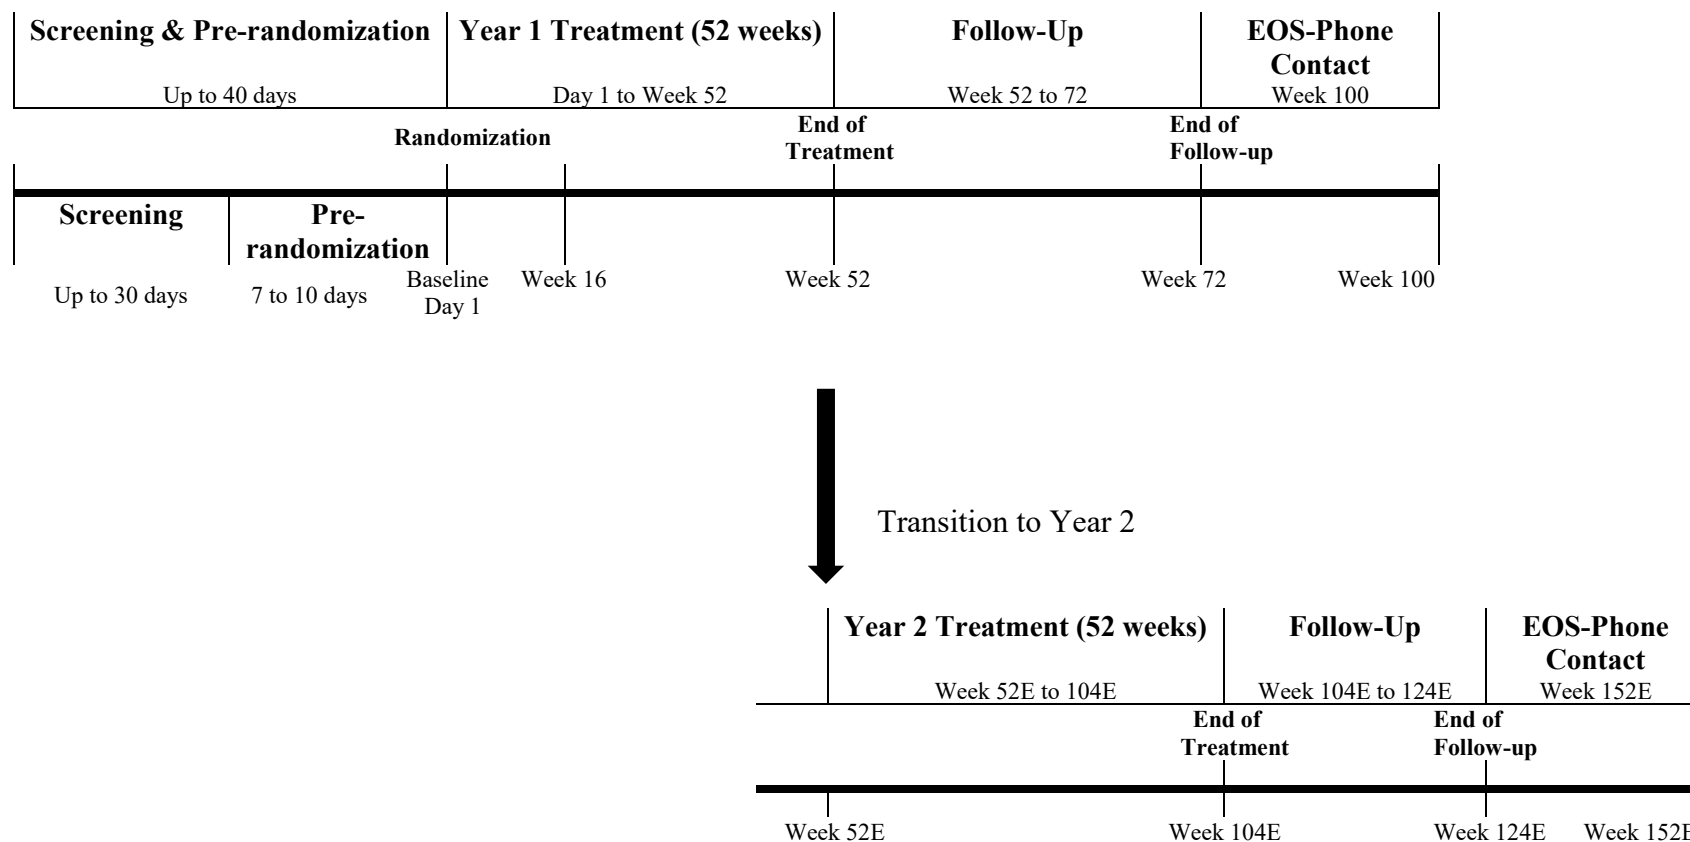 Screening & Pre-randomization
Up to 40 days
Year 1 Treatment (52 weeks)
Day 1 to Week 52
Follow-Up
Week 52 to 72
EOS-Phone
Contact
Week 100
Randomization
End of
Treatment
End of
Follow-up
Screening
Up to 30 days
Pre-
randomization
7 to 10 days
Baseline
Day 1
Week 16
Week 52
Week 72
Week 100
Transition to Year 2
Year 2 Treatment (52 weeks)
Week 52E to 104E
Follow-Up
Week 104E to 124E
EOS-Phone
Contact
Week 152E
End of
Treatment
End of
Follow-up
Week 52E
Week 104E
Week 124E
Week 152E